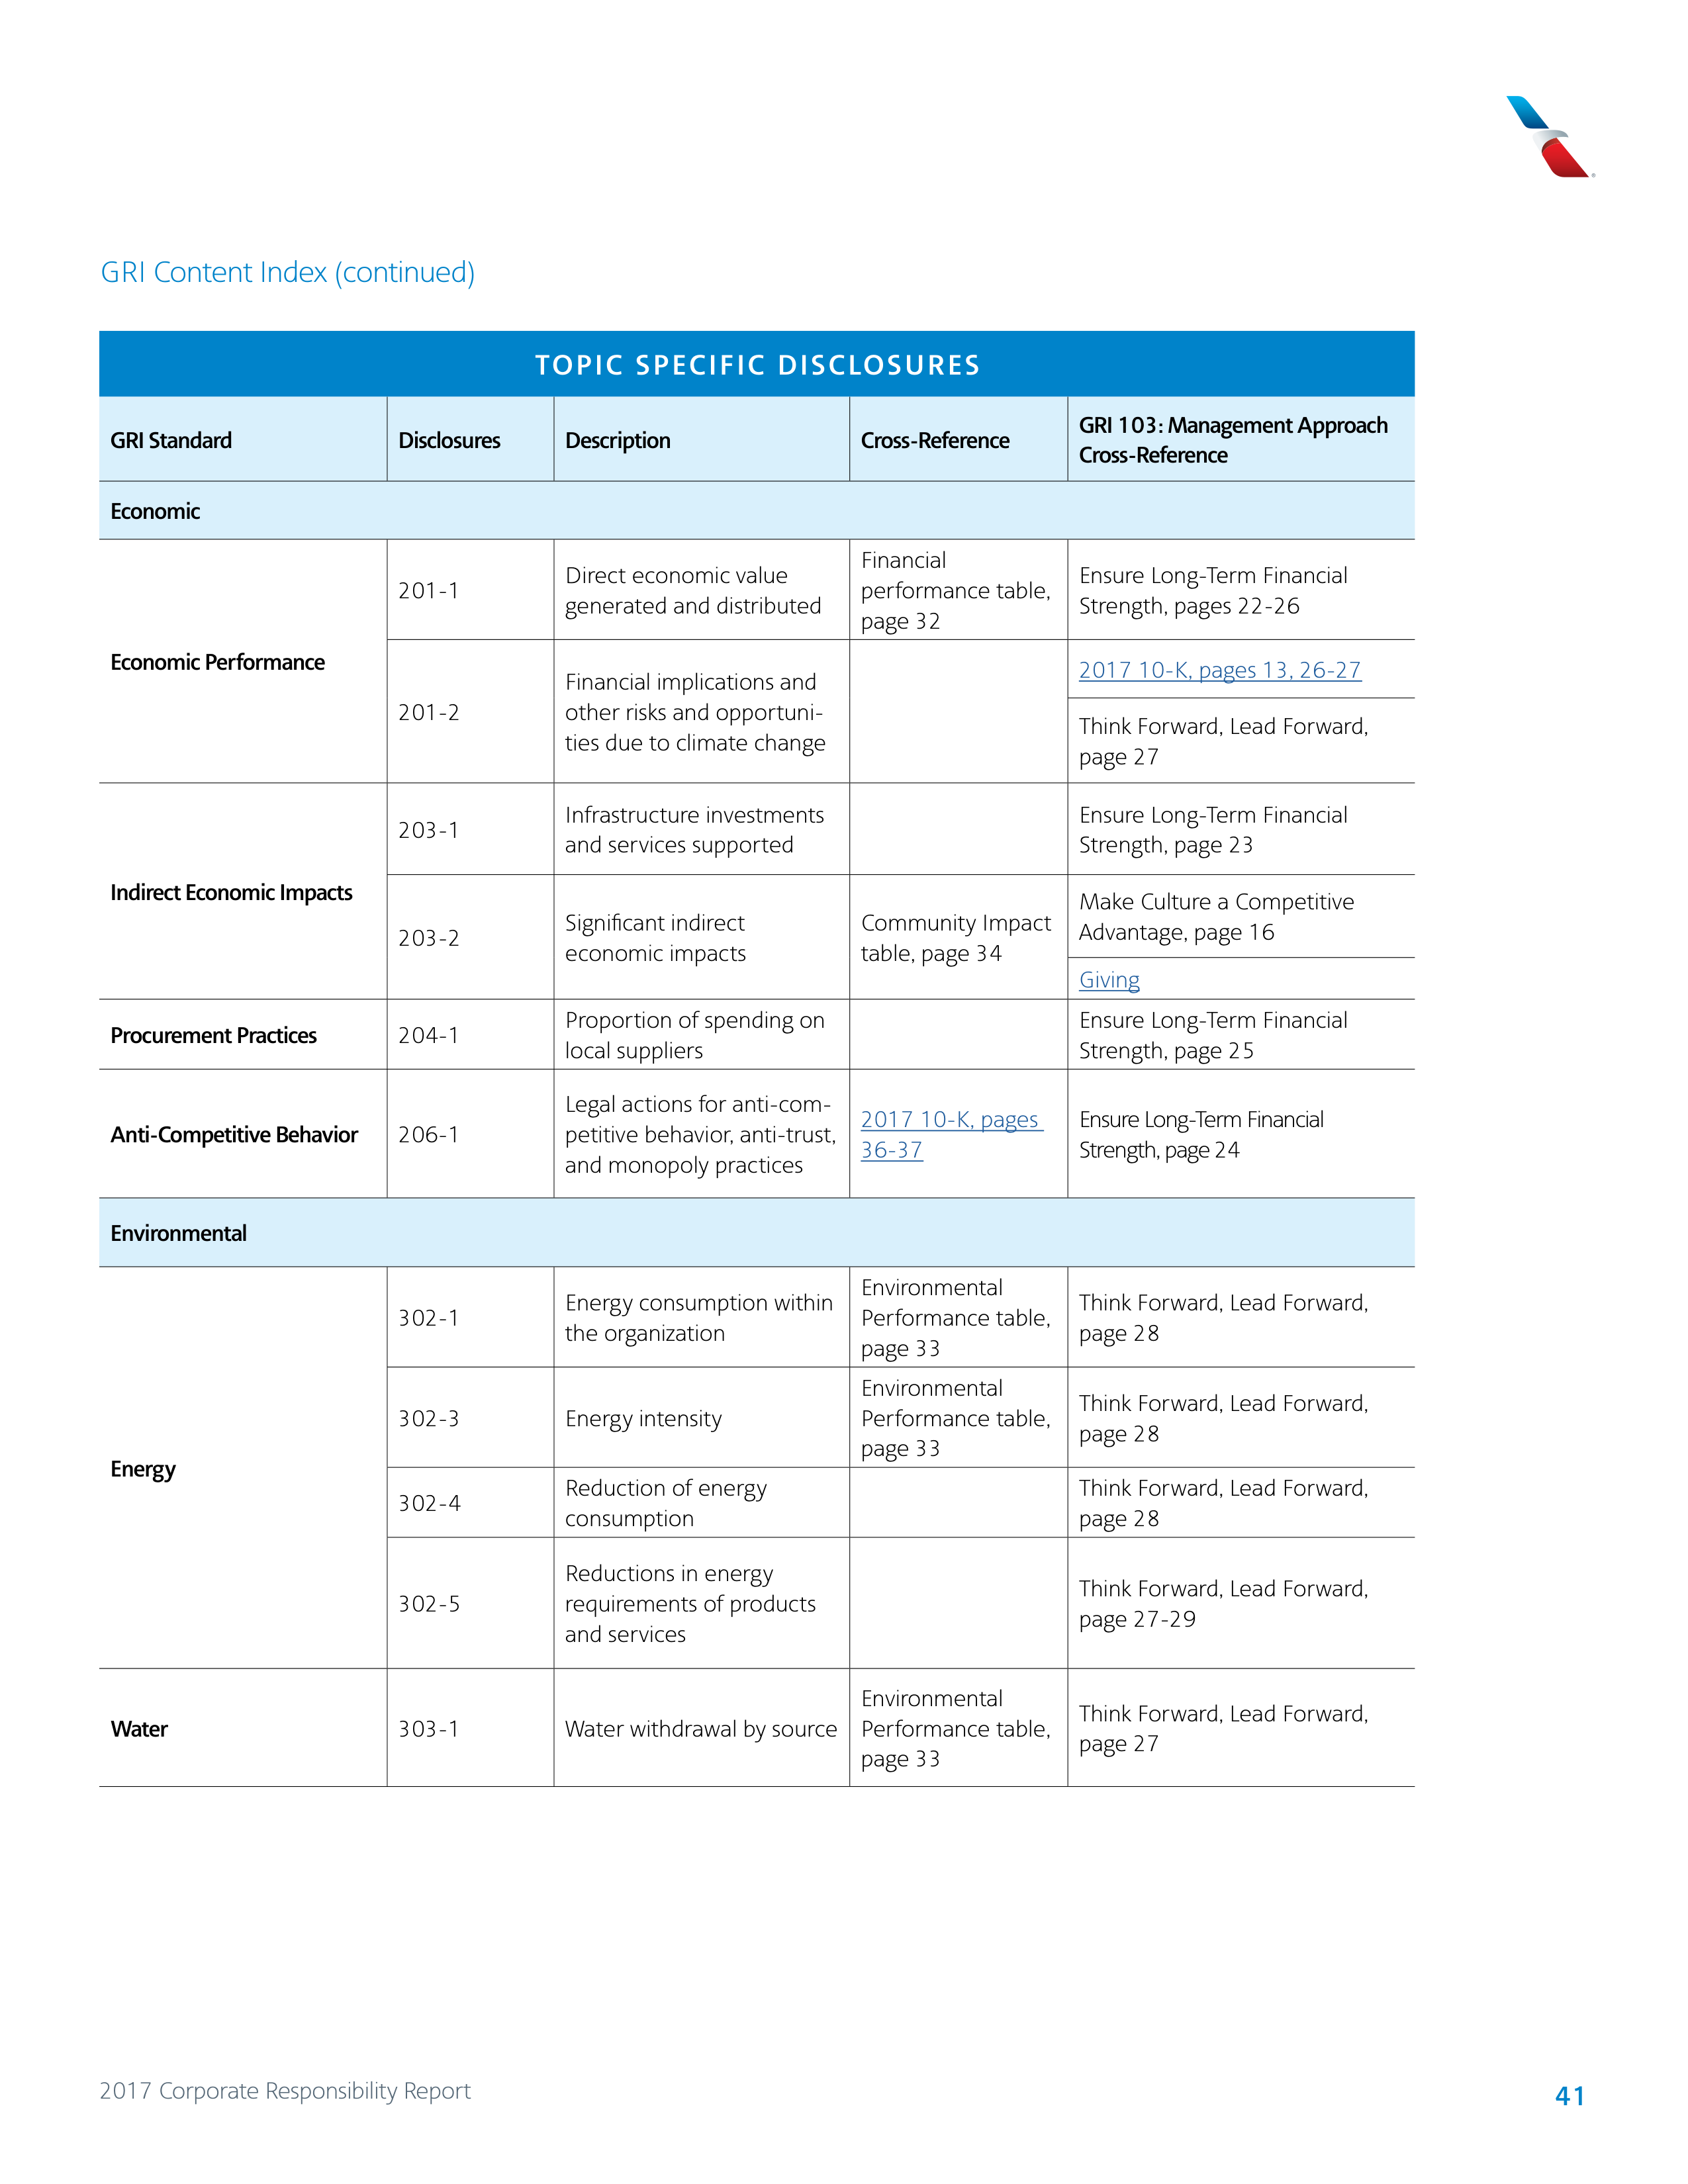 GRI Content Index (continued)
TOPIC SPECIFIC DISCLOSURES
GRI Standard
Disclosures
Description
Cross-Reference
GRI 103: Management Approach
Cross-Reference
Economic
Economic Performance
201-1
Direct economic value
generated and distributed
Financial
performance table,
page 32
Ensure Long-Term Financial
Strength, pages 22-26
201-2
Financial implications and
other risks and opportuni-
ties due to climate change
2017 10-K, pages 13, 26-27
Think Forward, Lead Forward,
page 27
Indirect Economic Impacts
203-1
Infrastructure investments
and services supported
Ensure Long-Term Financial
Strength, page 23
203-2
Significant indirect
economic impacts
Community Impact
table, page 34
Make Culture a Competitive
Advantage, page 16
Giving
Procurement Practices
204-1
Proportion of spending on
local suppliers
Ensure Long-Term Financial
Strength, page 25
Anti-Competitive Behavior
206-1
Legal actions for anti-com-
petitive behavior, anti-trust,
and monopoly practices
2017 10-K, pages
36-37
Ensure Long-Term Financial
Strength, page 24
Environmental
Energy
302-1
Energy consumption within
the organization
Environmental
Performance table,
page 33
Think Forward, Lead Forward,
page 28
302-3
Energy intensity
Environmental
Performance table,
page 33
Think Forward, Lead Forward,
page 28
302-4
Reduction of energy
consumption
Think Forward, Lead Forward,
page 28
302-5
Reductions in energy
requirements of products
and services
Think Forward, Lead Forward,
page 27-29
Water
303-1
Water withdrawal by source
Environmental
Performance table,
page 33
Think Forward, Lead Forward,
page 27
2017 Corporate Responsibility Report
41